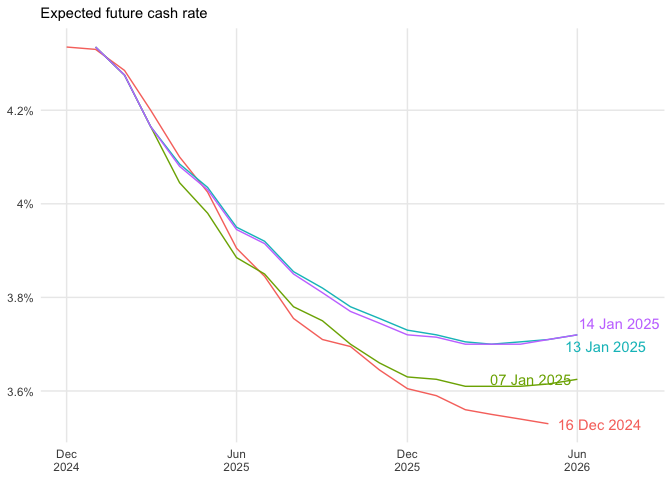 Expected future cash rate
4.2%
4%
3.8%
3.6%
14 Jan 2025
13 Jan 2025
07 Jan 2025
16 Dec 2024
Dec
2024
Jun
2025
Dec
2025
Jun
2026